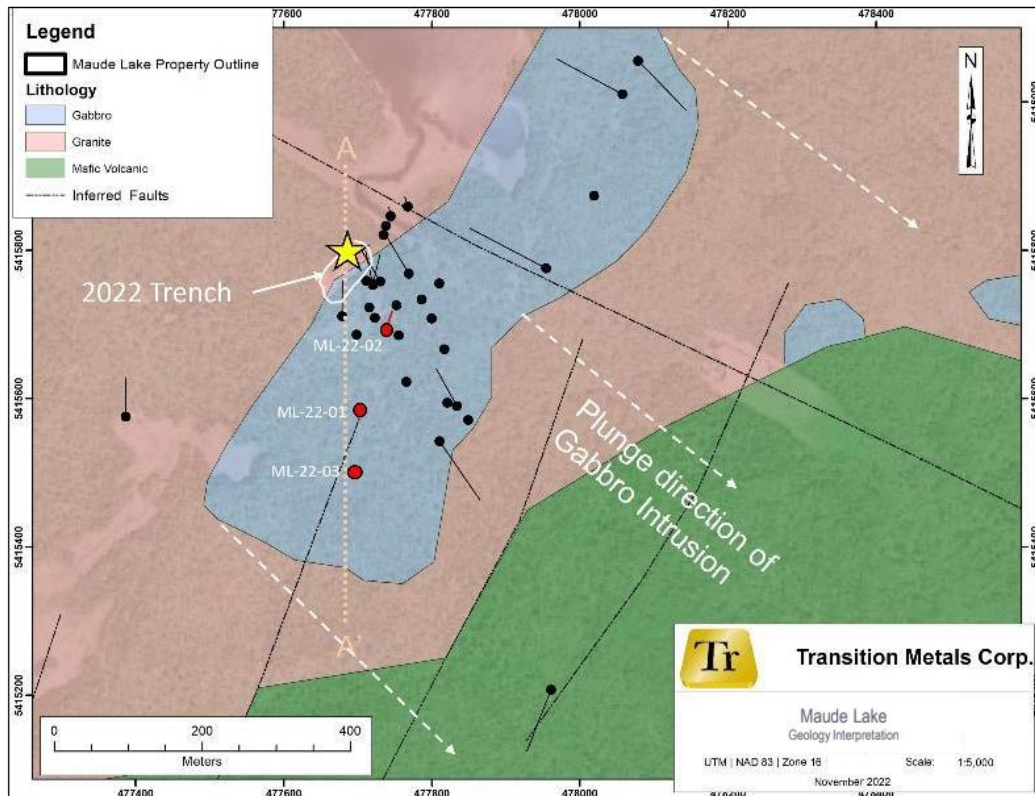 477600
477800
478000
478200
478400
Legend
Maude Lake Property Outline
Lithology
Gabbro
Granite
Mafic Volcanic
Inferred Faults
N
A
5415800
5415800
2022 Trench
ML-22-02
5415600
5415600
ML-22-01
ML-22-03
Plunge direction of
Gabbro Intrusion
5415400
5415400
A'
5415200
0 200 400
Meters
Tr
Transition Metals Corp.
Maude Lake
Geology Interpretation
UTM | NAD 83 | Zone 16 Scale: 1:5,000
November 2022
477400
477600
477800
478000